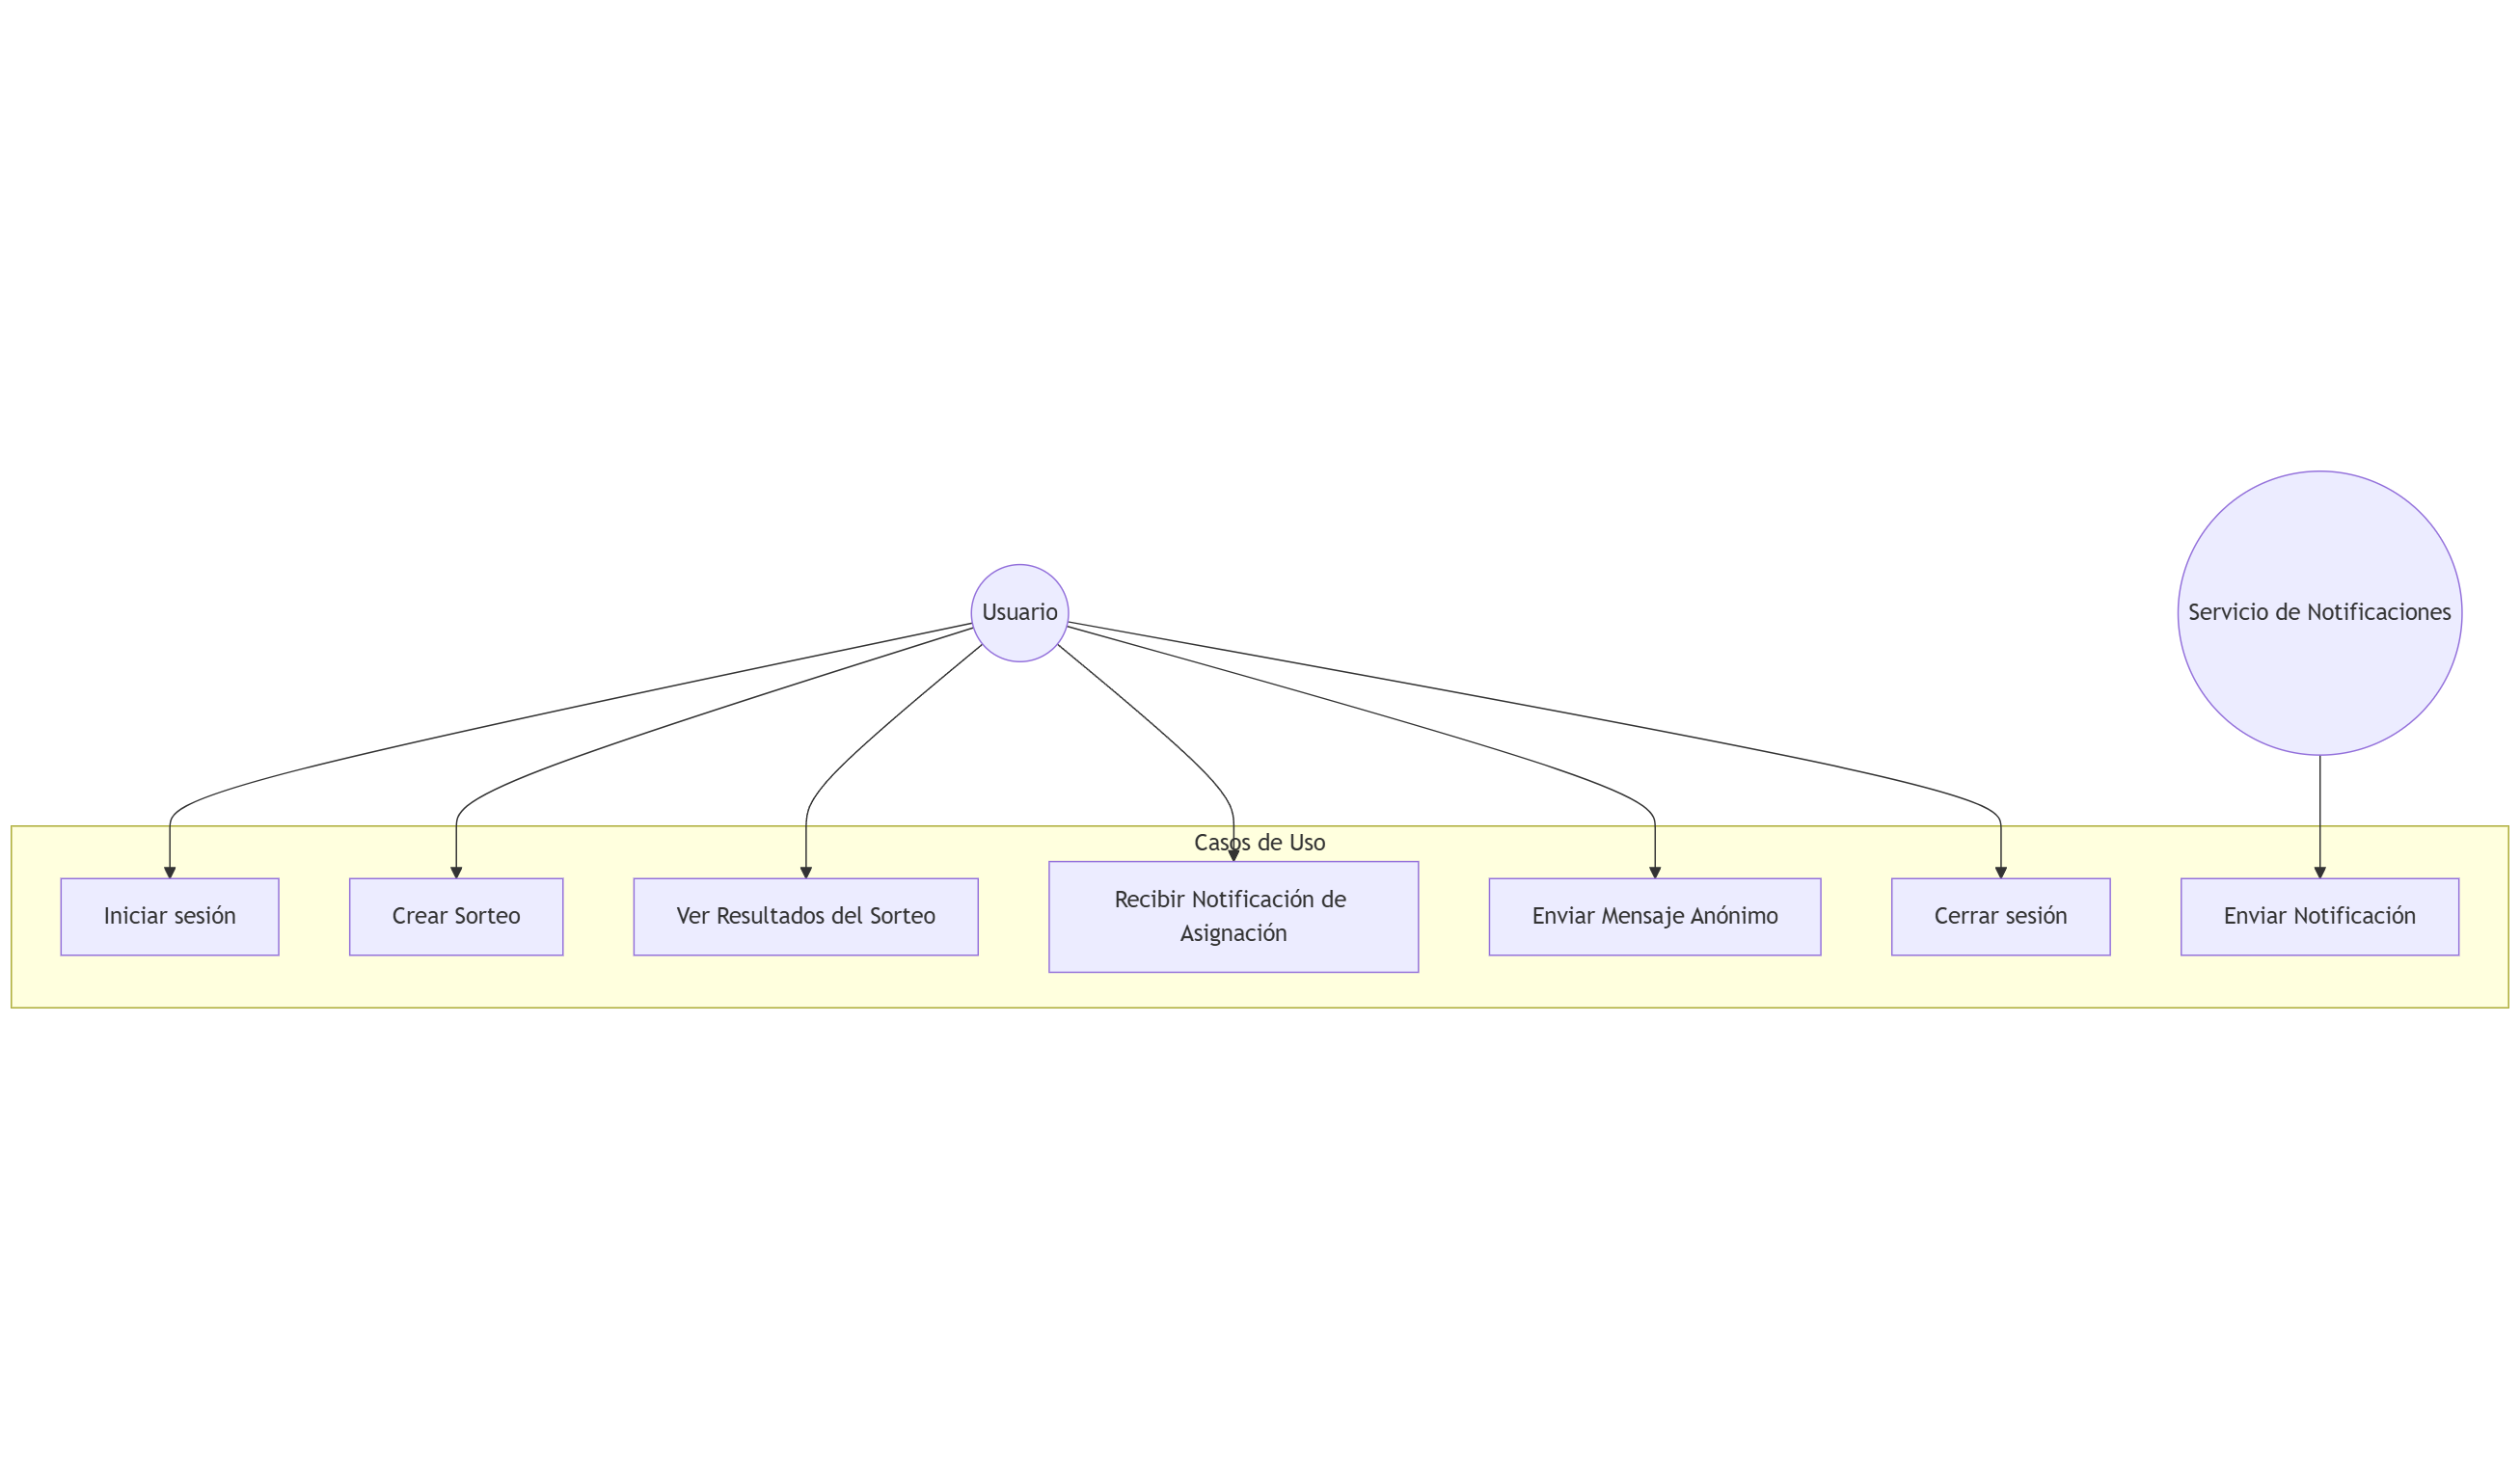 Usuario
Servicio de Notificaciones
Casos de Uso
Iniciar sesión
Crear Sorteo
Ver Resultados del Sorteo
Recibir Notificación de
Asignación
Enviar Mensaje Anónimo
Cerrar sesión
Enviar Notificación